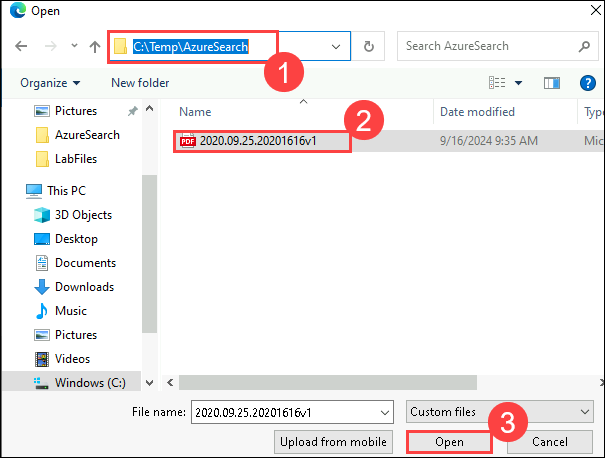 Open
C:\Temp\AzureSearch
Search AzureSearch
1
Organize
New folder
?
Pictures
AzureSearch
LabFiles
This PC
3D Objects
Desktop
Documents
Downloads
Music
Pictures
Videos
Windows (C:)
Name
Date modified
Type
2
PDF
2020.09.25.20201616v1
9/16/2024 9:35 AM
Mic
File name:
2020.09.25.20201616v1
Custom files
3
Upload from mobile
Open
Cancel